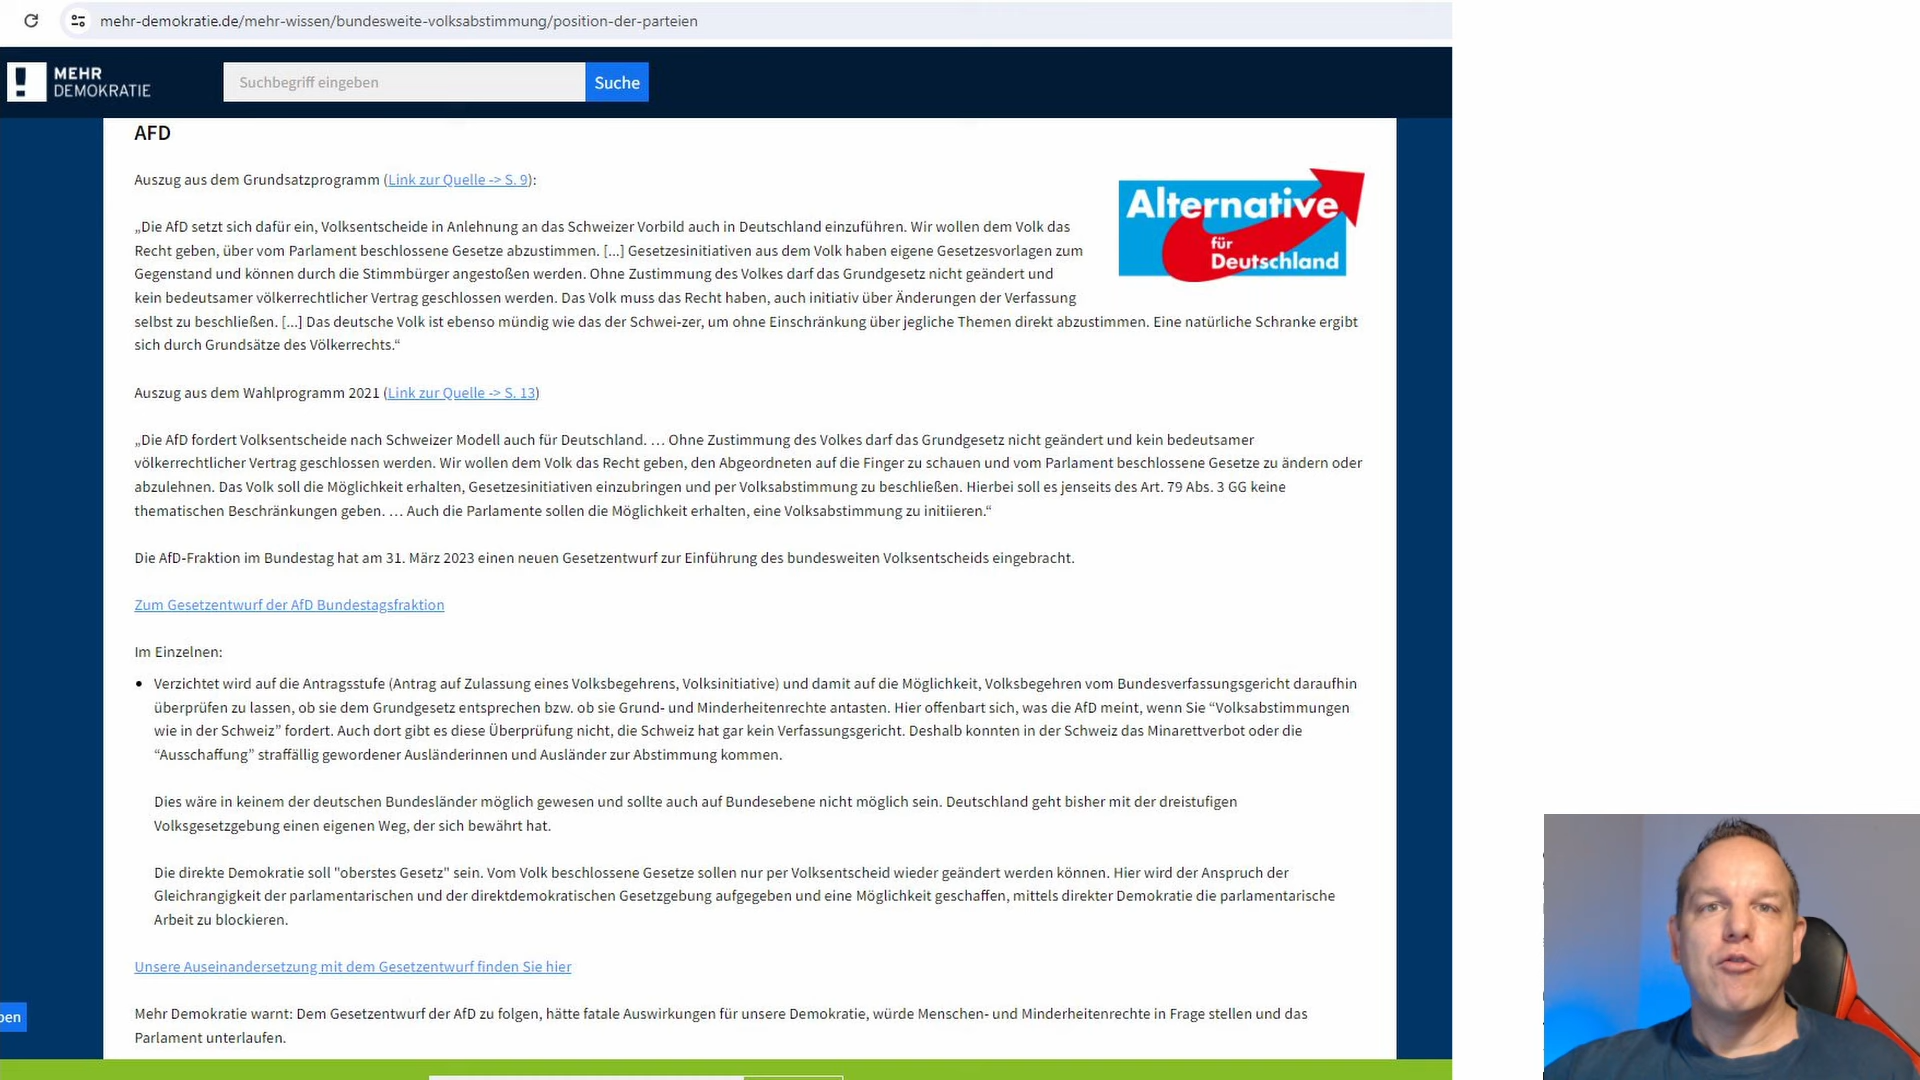 mehr-demokratie.de/mehr-wissen/bundesweite-volksabstimmung/position-der-parteien
MEHR
DEMOKRATIE
Suchbegriff eingeben
Suche
AFD
Auszug aus dem Grundsatzprogramm (Link zur Quelle -> S. 9):
Alternative
für
Deutschland
„Die AfD setzt sich dafür ein, Volksentscheide in Anlehnung an das Schweizer Vorbild auch in Deutschland einzuführen. Wir wollen dem Volk das
Recht geben, über vom Parlament beschlossene Gesetze abzustimmen. [...] Gesetzesinitiativen aus dem Volk haben eigene Gesetzesvorlagen zum
Gegenstand und können durch die Stimmbürger angestoßen werden. Ohne Zustimmung des Volkes darf das Grundgesetz nicht geändert und
kein bedeutsamer völkerrechtlicher Vertrag geschlossen werden. Das Volk muss das Recht haben, auch initiativ über Änderungen der Verfassung
selbst zu beschließen. [...] Das deutsche Volk ist ebenso mündig wie das der Schwei-zer, um ohne Einschränkung über jegliche Themen direkt abzustimmen. Eine natürliche Schranke ergibt
sich durch Grundsätze des Völkerrechts.“
Auszug aus dem Wahlprogramm 2021 (Link zur Quelle -> S. 13)
„Die AfD fordert Volksentscheide nach Schweizer Modell auch für Deutschland. … Ohne Zustimmung des Volkes darf das Grundgesetz nicht geändert und kein bedeutsamer
völkerrechtlicher Vertrag geschlossen werden. Wir wollen dem Volk das Recht geben, den Abgeordneten auf die Finger zu schauen und vom Parlament beschlossene Gesetze zu ändern oder
abzulehnen. Das Volk soll die Möglichkeit erhalten, Gesetzesinitiativen einzubringen und per Volksabstimmung zu beschließen. Hierbei soll es jenseits des Art. 79 Abs. 3 GG keine
thematischen Beschränkungen geben. … Auch die Parlamente sollen die Möglichkeit erhalten, eine Volksabstimmung zu initiieren.“
Die AfD-Fraktion im Bundestag hat am 31. März 2023 einen neuen Gesetzentwurf zur Einführung des bundesweiten Volksentscheids eingebracht.
Zum Gesetzentwurf der AfD Bundestagsfraktion
Im Einzelnen:
• Verzichtet wird auf die Antragsstufe (Antrag auf Zulassung eines Volksbegehrens, Volksinitiative) und damit auf die Möglichkeit, Volksbegehren vom Bundesverfassungsgericht daraufhin
überprüfen zu lassen, ob sie dem Grundgesetz entsprechen bzw. ob sie Grund- und Minderheitenrechte antasten. Hier offenbart sich, was die AfD meint, wenn Sie “Volksabstimmungen
wie in der Schweiz” fordert. Auch dort gibt es diese Überprüfung nicht, die Schweiz hat gar kein Verfassungsgericht. Deshalb konnten in der Schweiz das Minarettverbot oder die
“Ausschaffung” straffällig gewordener Ausländerinnen und Ausländer zur Abstimmung kommen.
Dies wäre in keinem der deutschen Bundesländer möglich gewesen und sollte auch auf Bundesebene nicht möglich sein. Deutschland geht bisher mit der dreistufigen
Volksgesetzgebung einen eigenen Weg, der sich bewährt hat.
Die direkte Demokratie soll "oberstes Gesetz" sein. Vom Volk beschlossene Gesetze sollen nur per Volksentscheid wieder geändert werden können. Hier wird der Anspruch der
Gleichrangigkeit der parlamentarischen und der direktdemokratischen Gesetzgebung aufgegeben und eine Möglichkeit geschaffen, mittels direkter Demokratie die parlamentarische
Arbeit zu blockieren.
Unsere Auseinandersetzung mit dem Gesetzentwurf finden Sie hier
ben
Mehr Demokratie warnt: Dem Gesetzentwurf der AfD zu folgen, hätte fatale Auswirkungen für unsere Demokratie, würde Menschen- und Minderheitenrechte in Frage stellen und das
Parlament unterlaufen.